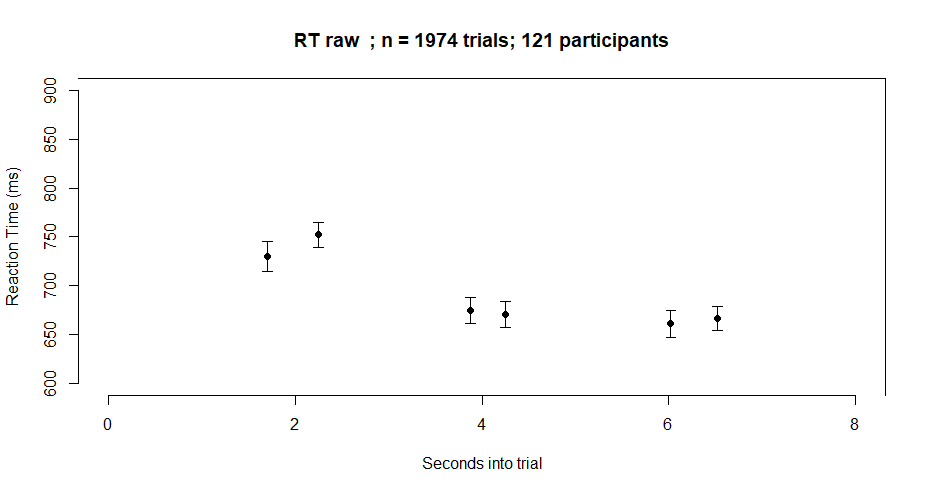 RT raw  ; n = 1974 trials; 121 participants
900
850
800
750
700
650
600
Reaction Time (ms)
0 2 4 6 8
Seconds into trial